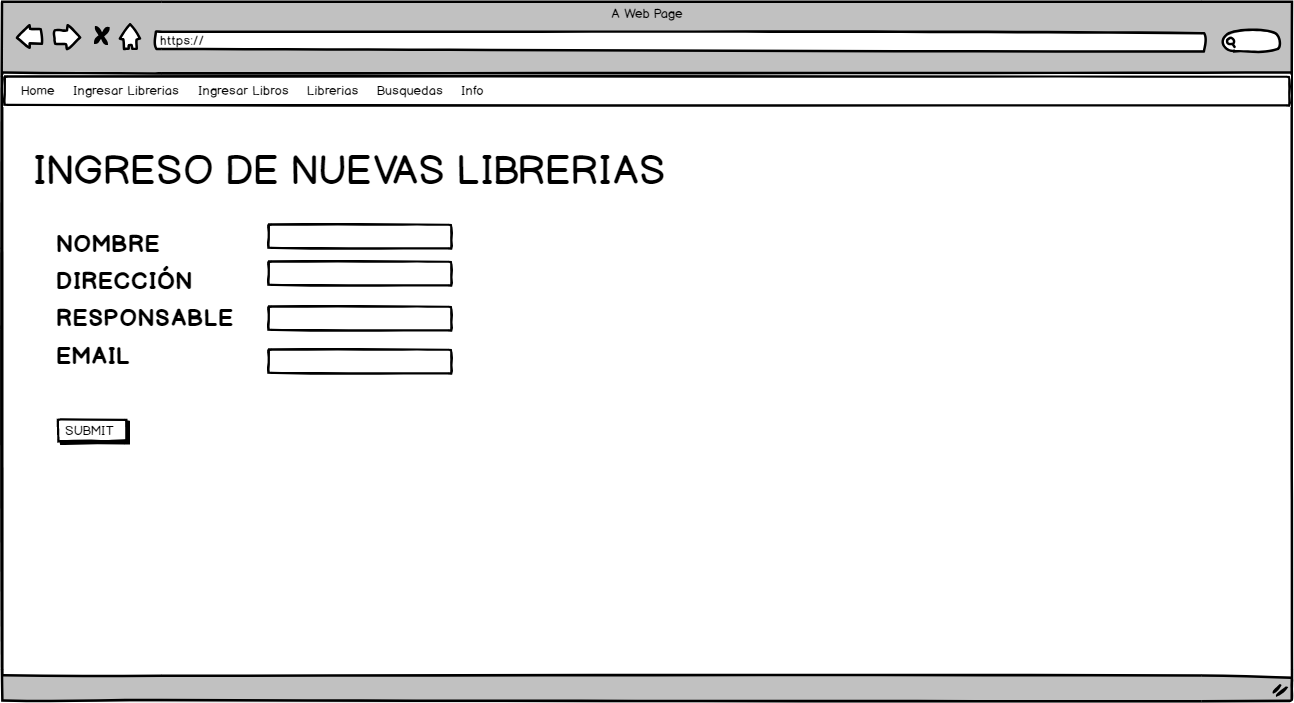 A Web Page
https://
Home Ingresar Librerias Ingresar Libros Librerias Busquedas Info
INGRESO DE NUEVAS LIBRERIAS
NOMBRE
DIRECCIÓN
RESPONSABLE
EMAIL
SUBMIT